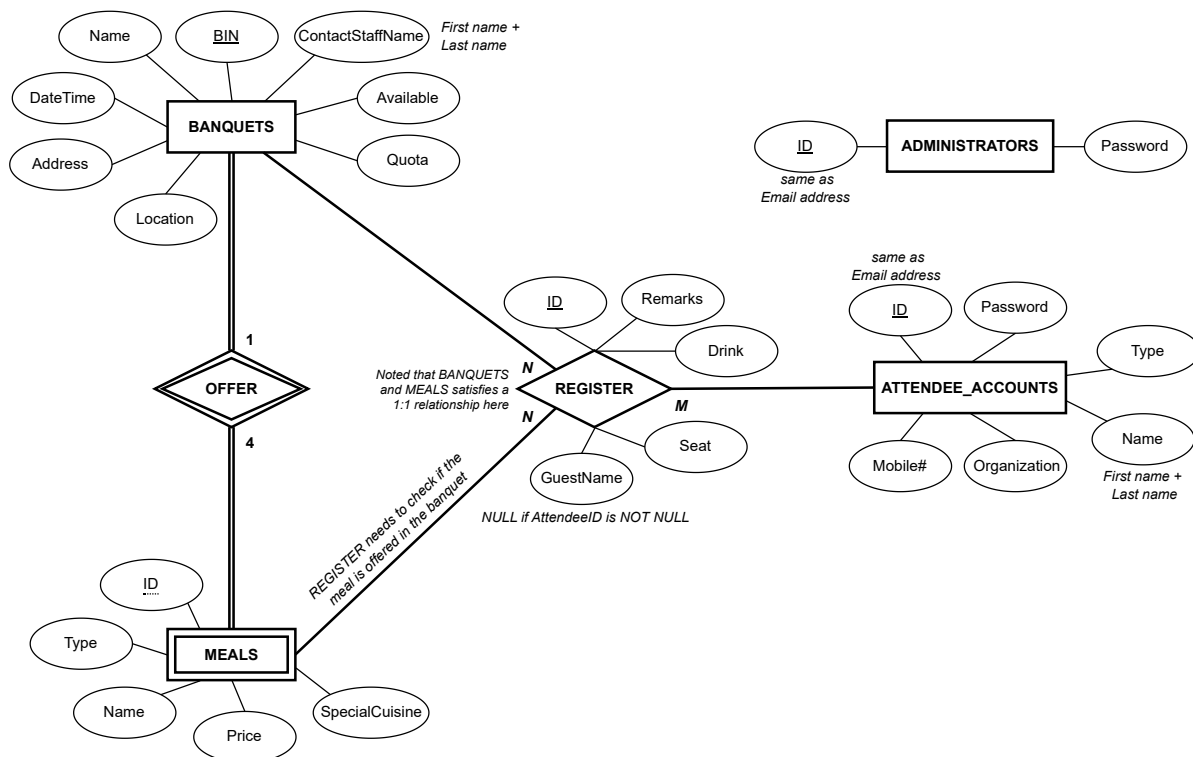 Name
BIN
ContactStaffName
First name +
Last name
DateTime
Available
BANQUETS
Address
Quota
Location
ID
ADMINISTRATORS
Password
same as
Email address
same as
Email address
ID
Remarks
ID
Password
Drink
Type
1
OFFER
4
Noted that BANQUETS
and MEALS satisfies a
1:1 relationship here
N
N
REGISTER
M
ATTENDEE_ACCOUNTS
Seat
GuestName
NULL if AttendeeID is NOT NULL
Mobile#
Organization
Name
First name +
Last name
REGISTER needs to check if the
meal is offered in the banquet
ID
Type
MEALS
Name
Price
SpecialCuisine